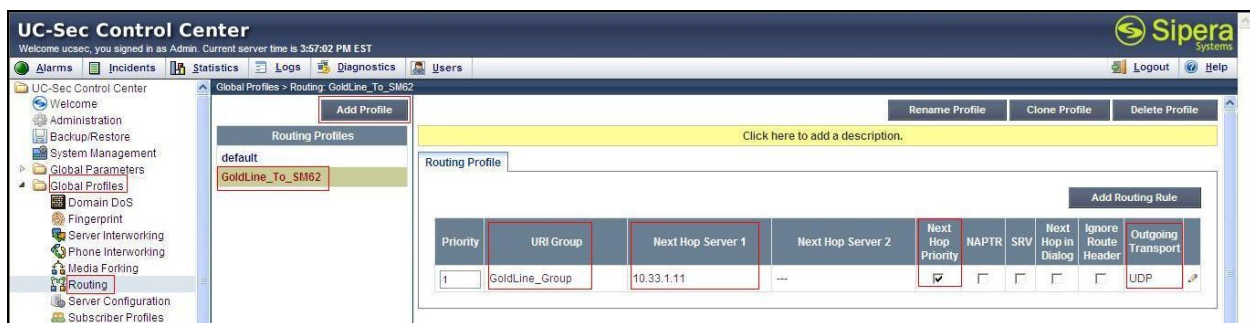 UC-Sec Control Center
Welcome ucsec, you signed in as Admin. Current server time is 3:57:02 PM EST
Sipera
Systems
Alarms Incidents Statistics Logs Diagnostics Users Logout Help
UC-Sec Control Center
Welcome
Administration
Backup/Restore
System Management
Global Parameters
Global Profiles
Domain DoS
Fingerprint
Server Interworking
Phone Interworking
Media Forking
Routing
Server Configuration
Subscriber Profiles
Global Profiles > Routing: GoldLine_To_SM62
Add Profile
Routing Profiles
default
GoldLine_To_SM62
Rename Profile Clone Profile Delete Profile
Click here to add a description.
Routing Profile
Add Routing Rule
Priority URI Group Next Hop Server 1 Next Hop Server 2 Next Hop Priority NAPTR SRV Next Hop in Dialog Ignore Route Header Outgoing Transport
1 GoldLine_Group 10.33.1.11 --- UDP